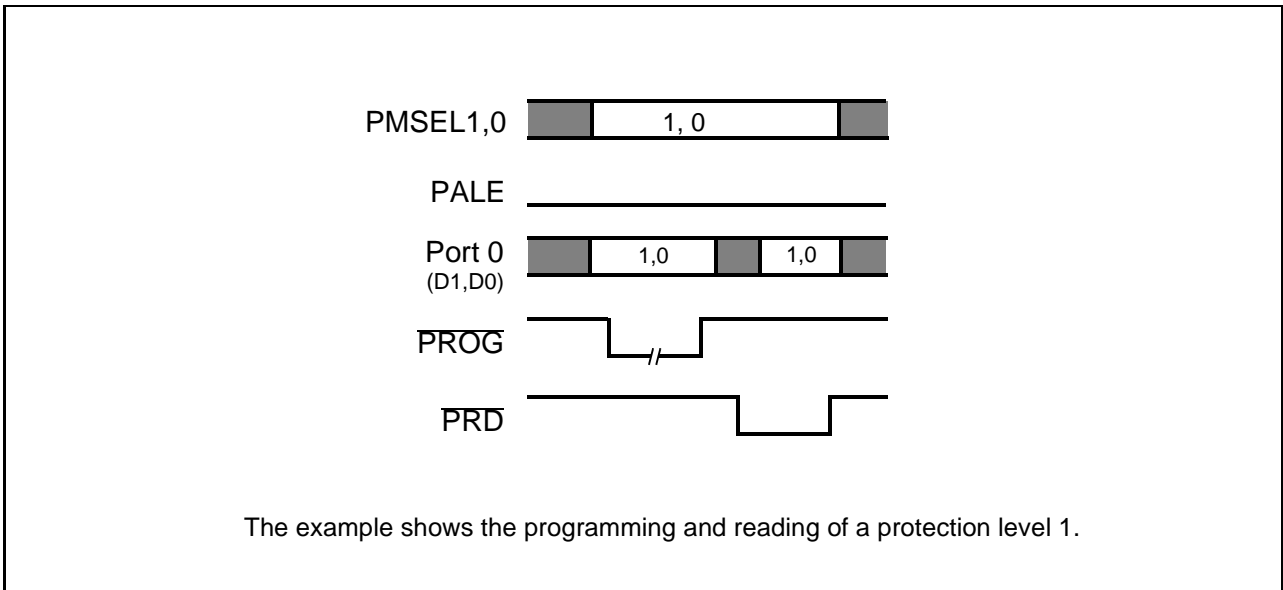 PMSEL1,0
1, 0
PALE
Port 0
1,0
1,0
(D1,D0)
PROG
PRD
The example shows the programming and reading of a protection level 1.